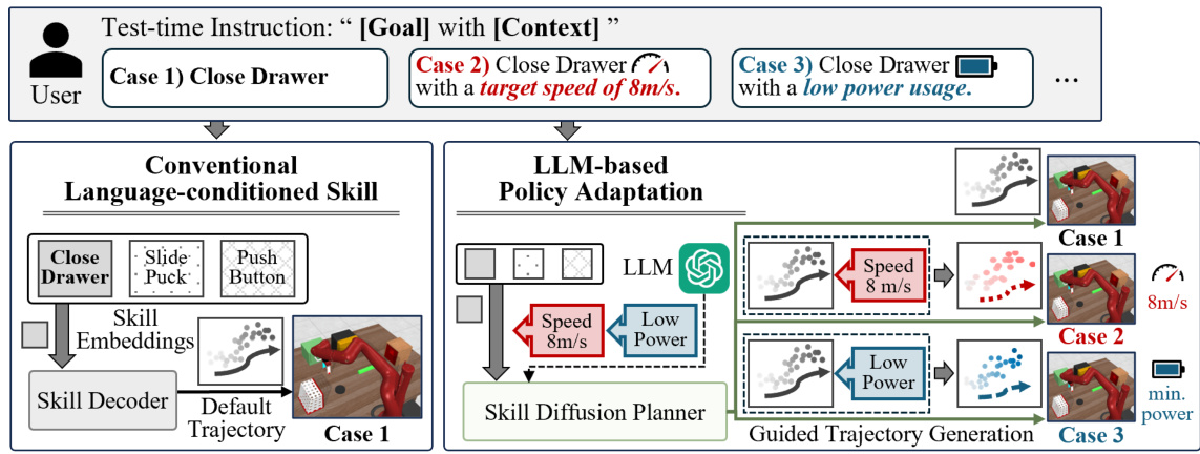 Test-time Instruction: “ [Goal] with [Context] ”
User
Case 1) Close Drawer
Case 2) Close Drawer
with a target speed of 8m/s.
Case 3) Close Drawer
with a low power usage.
...
Conventional
Language-conditioned Skill
Close
Drawer
Slide
Puck
Push
Button
Skill
Embeddings
Skill Decoder
Default
Trajectory
Case 1
LLM-based
Policy Adaptation
LLM
Speed
8m/s
Low
Power
Skill Diffusion Planner
Case 1
Speed
8 m/s
8m/s
Case 2
Low
Power
min.
power
Guided Trajectory Generation
Case 3